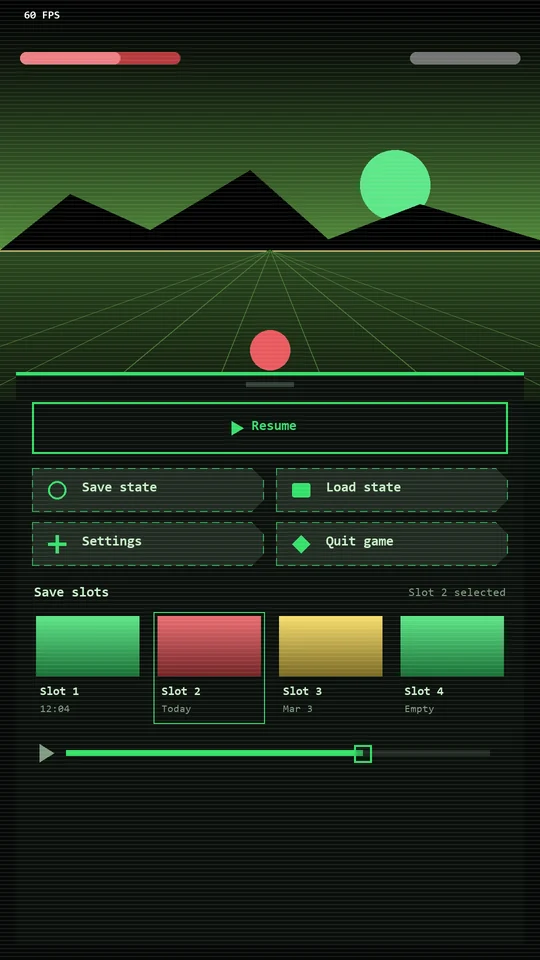 60 FPS
Resume
Save state
Load state
Settings
Quit game
Save slots
Slot 2 selected
Slot 1
12:04
Slot 2
Today
Slot 3
Mar 3
Slot 4
Empty